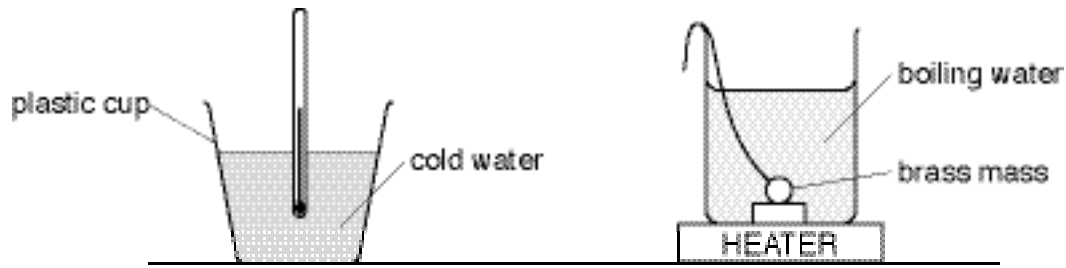 plastic cup
cold water
boiling water
brass mass
HEATER